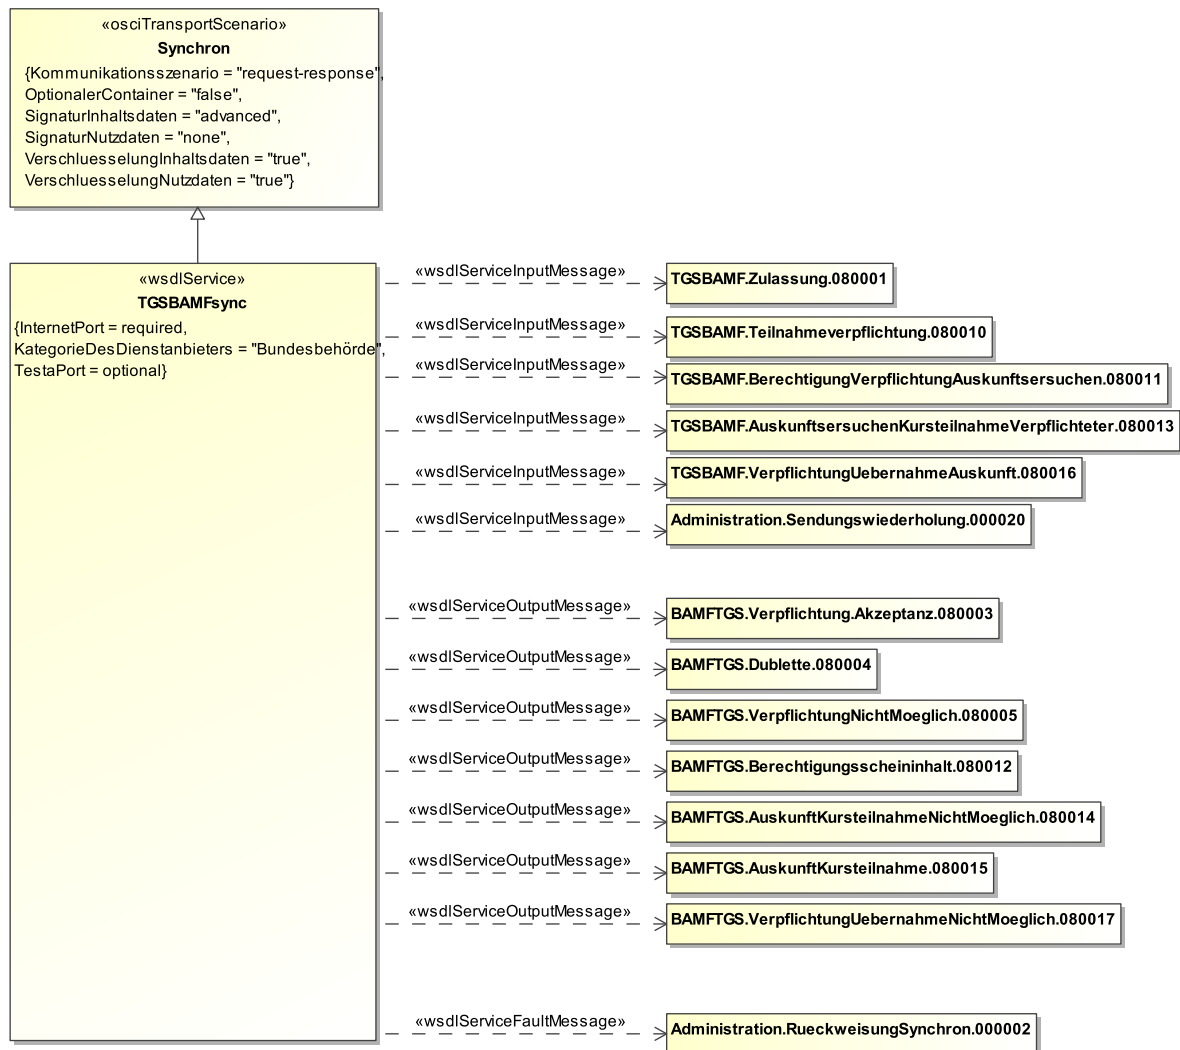 «osciTransportScenario»
Synchron
{Kommunikationsszenario = "request-response",
OptionalerContainer = "false",
SignaturInhaltsdaten = "advanced",
SignaturNutzdaten = "none",
VerschluesselungInhaltsdaten = "true",
VerschluesselungNutzdaten = "true"}
«wsdlService»
TGSBAMFsync
{InternetPort = required,
KategorieDesDienstanbieters = "Bundesbehörde",
TestaPort = optional}
«wsdlServiceInputMessage»
TGSBAMF.Zulassung.080001
«wsdlServiceInputMessage»
TGSBAMF.Teilnahmeverpflichtung.080010
«wsdlServiceInputMessage»
TGSBAMF.BerechtigungVerpflichtungAuskunftsersuchen.080011
«wsdlServiceInputMessage»
TGSBAMF.AuskunftsersuchenKursteilnahmeVerpflichteter.080013
«wsdlServiceInputMessage»
TGSBAMF.VerpflichtungUebernahmeAuskunft.080016
«wsdlServiceInputMessage»
Administration.Sendungswiederholung.000020
«wsdlServiceOutputMessage»
BAMFTGS.Verpflichtung.Akzeptanz.080003
«wsdlServiceOutputMessage»
BAMFTGS.Dublette.080004
«wsdlServiceOutputMessage»
BAMFTGS.VerpflichtungNichtMoeglich.080005
«wsdlServiceOutputMessage»
BAMFTGS.Berechtigungsscheininhalt.080012
«wsdlServiceOutputMessage»
BAMFTGS.AuskunftKursteilnahmeNichtMoeglich.080014
«wsdlServiceOutputMessage»
BAMFTGS.AuskunftKursteilnahme.080015
«wsdlServiceOutputMessage»
BAMFTGS.VerpflichtungUebernahmeNichtMoeglich.080017
«wsdlServiceFaultMessage»
Administration.RueckweisungSynchron.000002